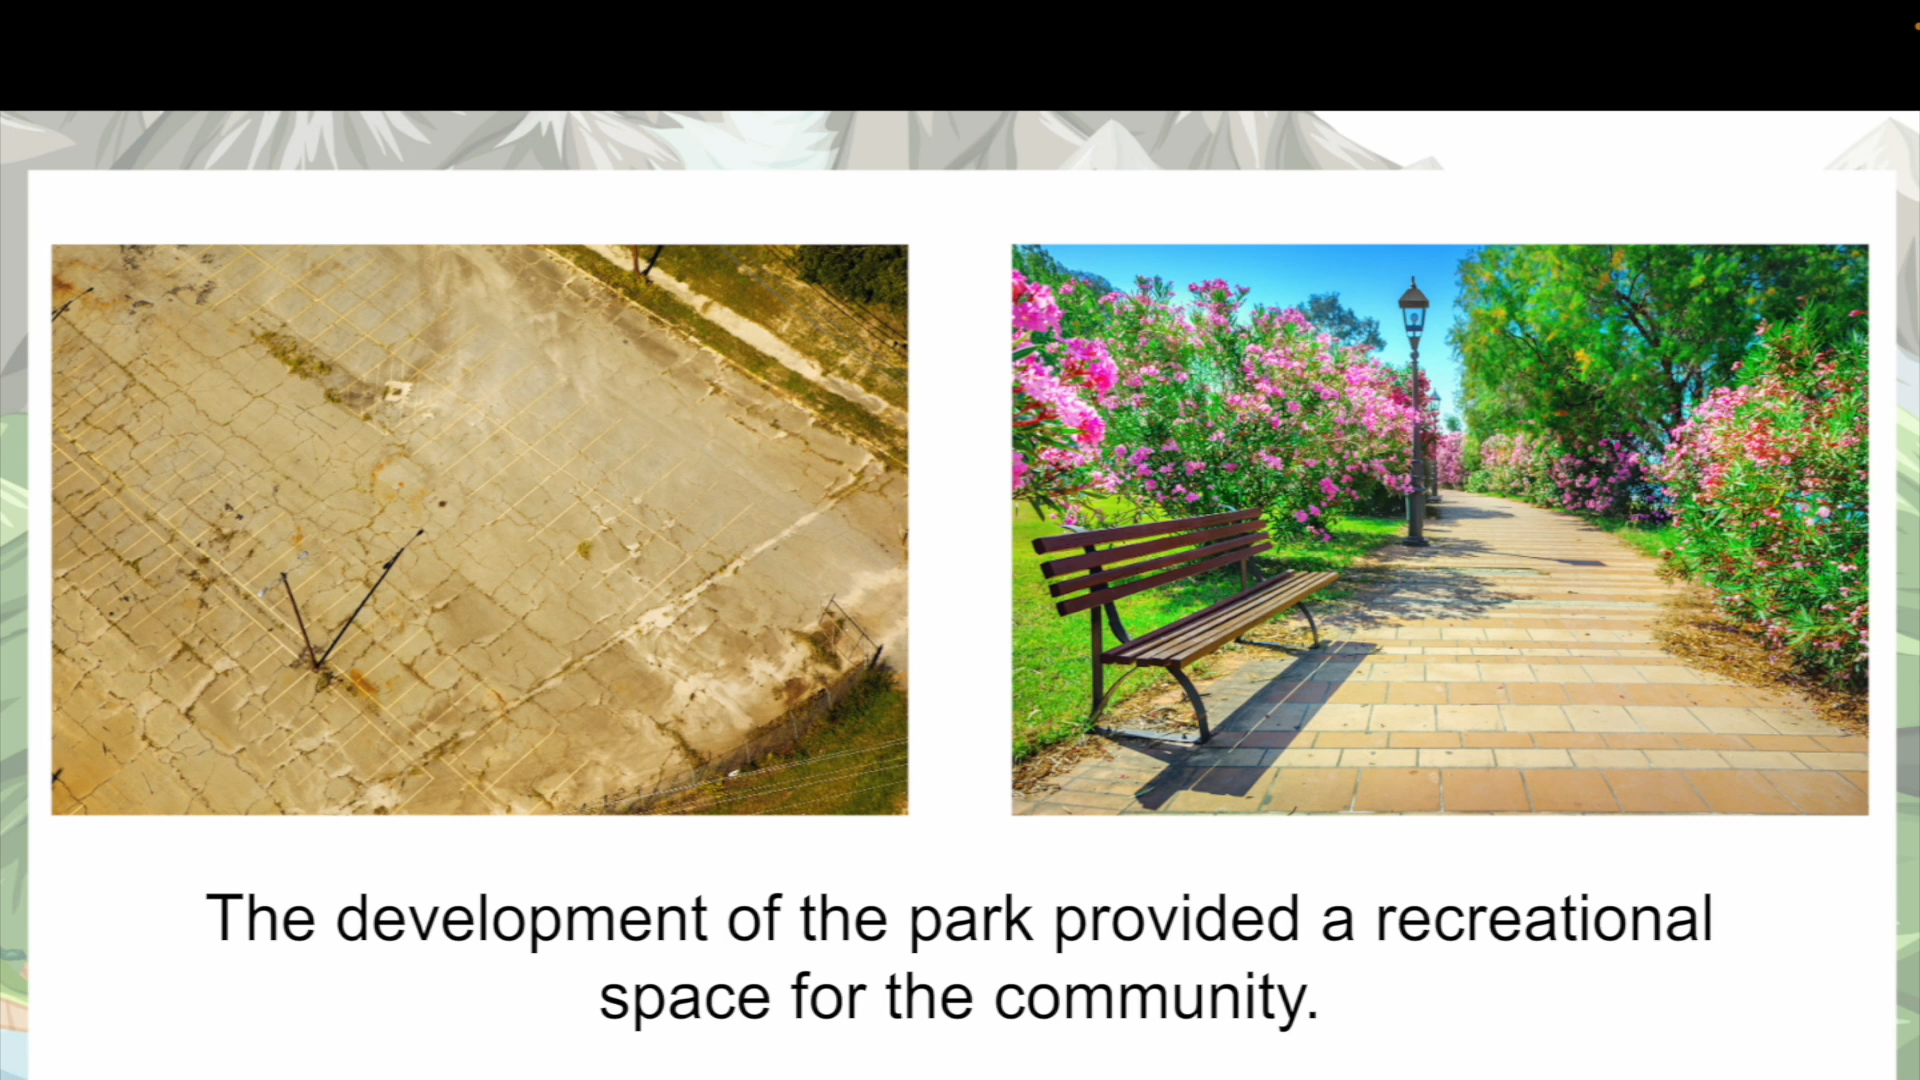 The development of the park provided a recreational
space for the community.